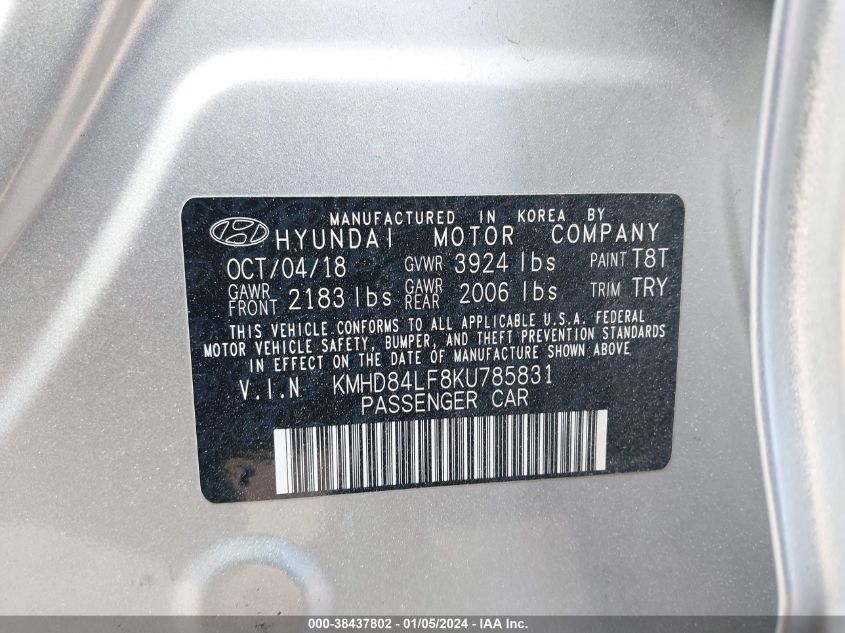 MANUFACTURED IN KOREA BY
HYUNDAI MOTOR COMPANY
OCT/04/18 GVWR 3924 lbs PAINT T8T
GAWR FRONT 2183 lbs GAWR REAR 2006 lbs TRIM TRY
THIS VEHICLE CONFORMS TO ALL APPLICABLE U.S.A. FEDERAL
MOTOR VEHICLE SAFETY, BUMPER, AND THEFT PREVENTION STANDARDS
IN EFFECT ON THE DATE OF MANUFACTURE SHOWN ABOVE
V.I.N KMHD84LF8KU785831
PASSENGER CAR
000-38437802 - 01/05/2024 - IAA Inc.